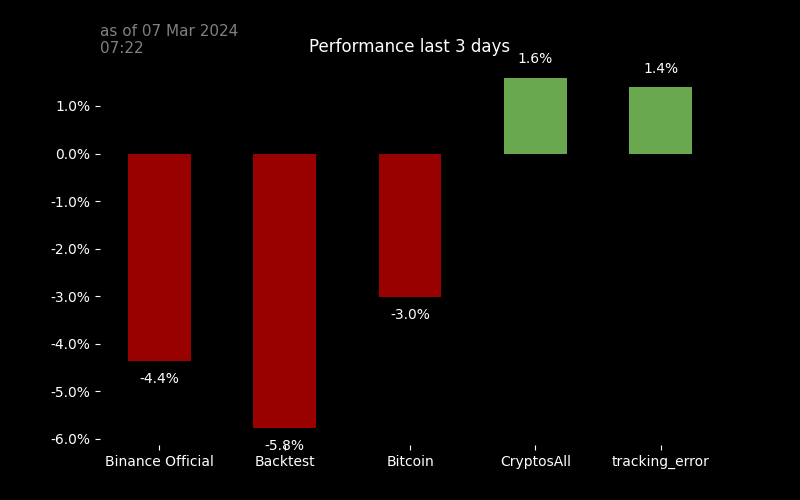 as of 07 Mar 2024
07:22
Performance last 3 days
1.6%
1.4%
1.0%
0.0%
-1.0%
-2.0%
-3.0%
-3.0%
-4.0%
-4.4%
-5.0%
-6.0%
-5.8%
Binance Official
Backtest
Bitcoin
CryptosAll
tracking_error